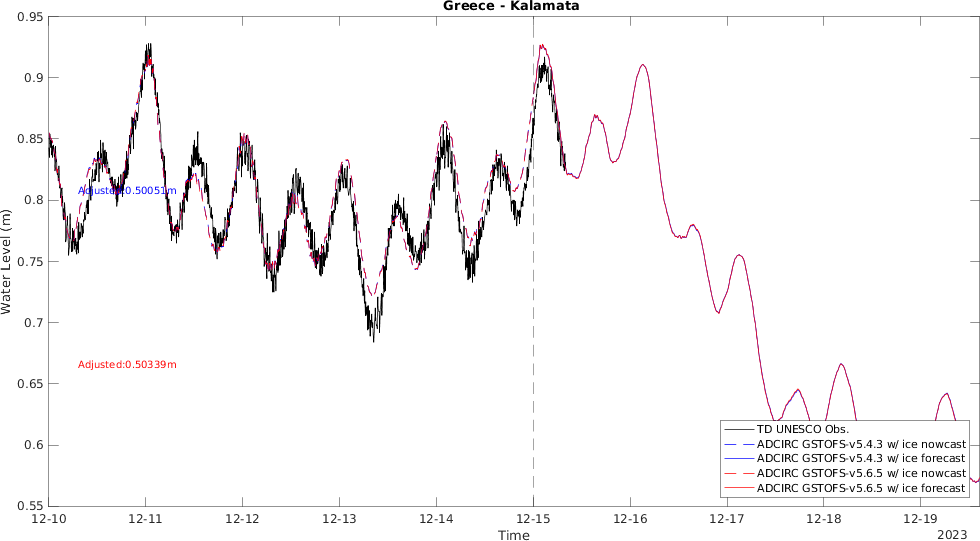 Greece - Kalamata
0.95
0.9
0.85
0.8
0.75
0.7
0.65
0.6
0.55
Water Level (m)
Adjusted:0.50051m
Adjusted:0.50339m
TD UNESCO Obs.
ADCIRC GSTOFS-v5.4.3 w/ ice nowcast
ADCIRC GSTOFS-v5.4.3 w/ ice forecast
ADCIRC GSTOFS-v5.6.5 w/ ice nowcast
ADCIRC GSTOFS-v5.6.5 w/ ice forecast
12-10 12-11 12-12 12-13 12-14 12-15 12-16 12-17 12-18 12-19
Time
2023